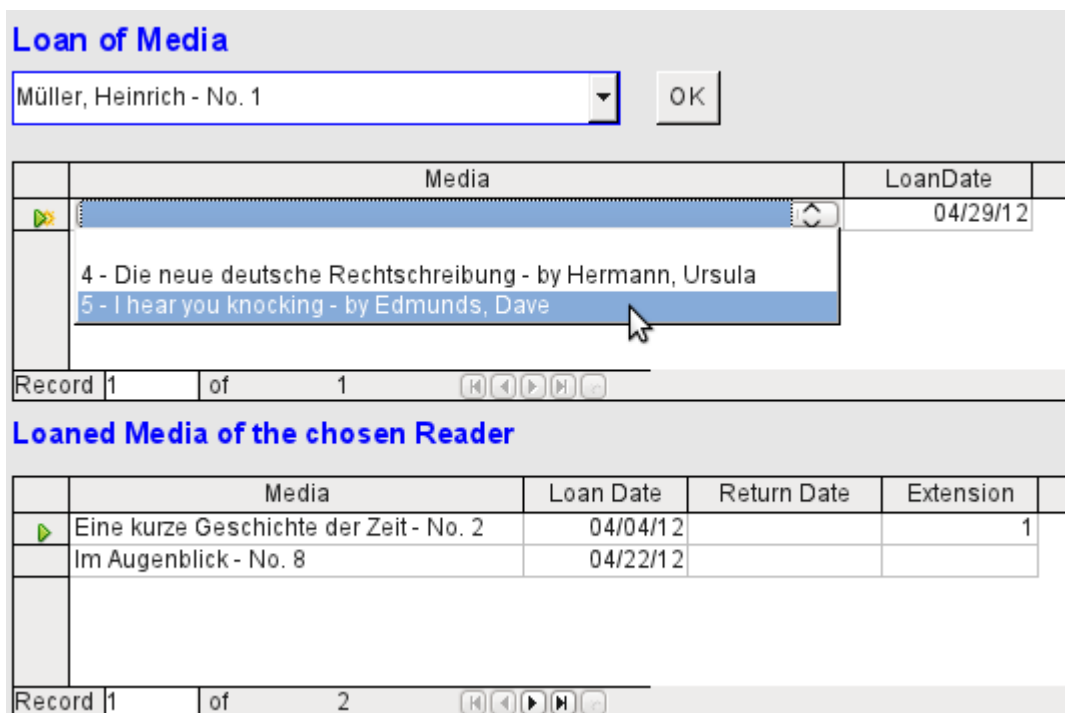 Loan of Media
Müller, Heinrich - No. 1 OK
Media LoanDate
04/29/12
4 - Die neue deutsche Rechtschreibung - by Hermann, Ursula
5 - I hear you knocking - by Edmunds, Dave
Record 1 of 1
Loaned Media of the chosen Reader
Media Loan Date Return Date Extension
Eine kurze Geschichte der Zeit - No. 2 04/04/12 1
Im Augenblick - No. 8 04/22/12
Record 1 of 2